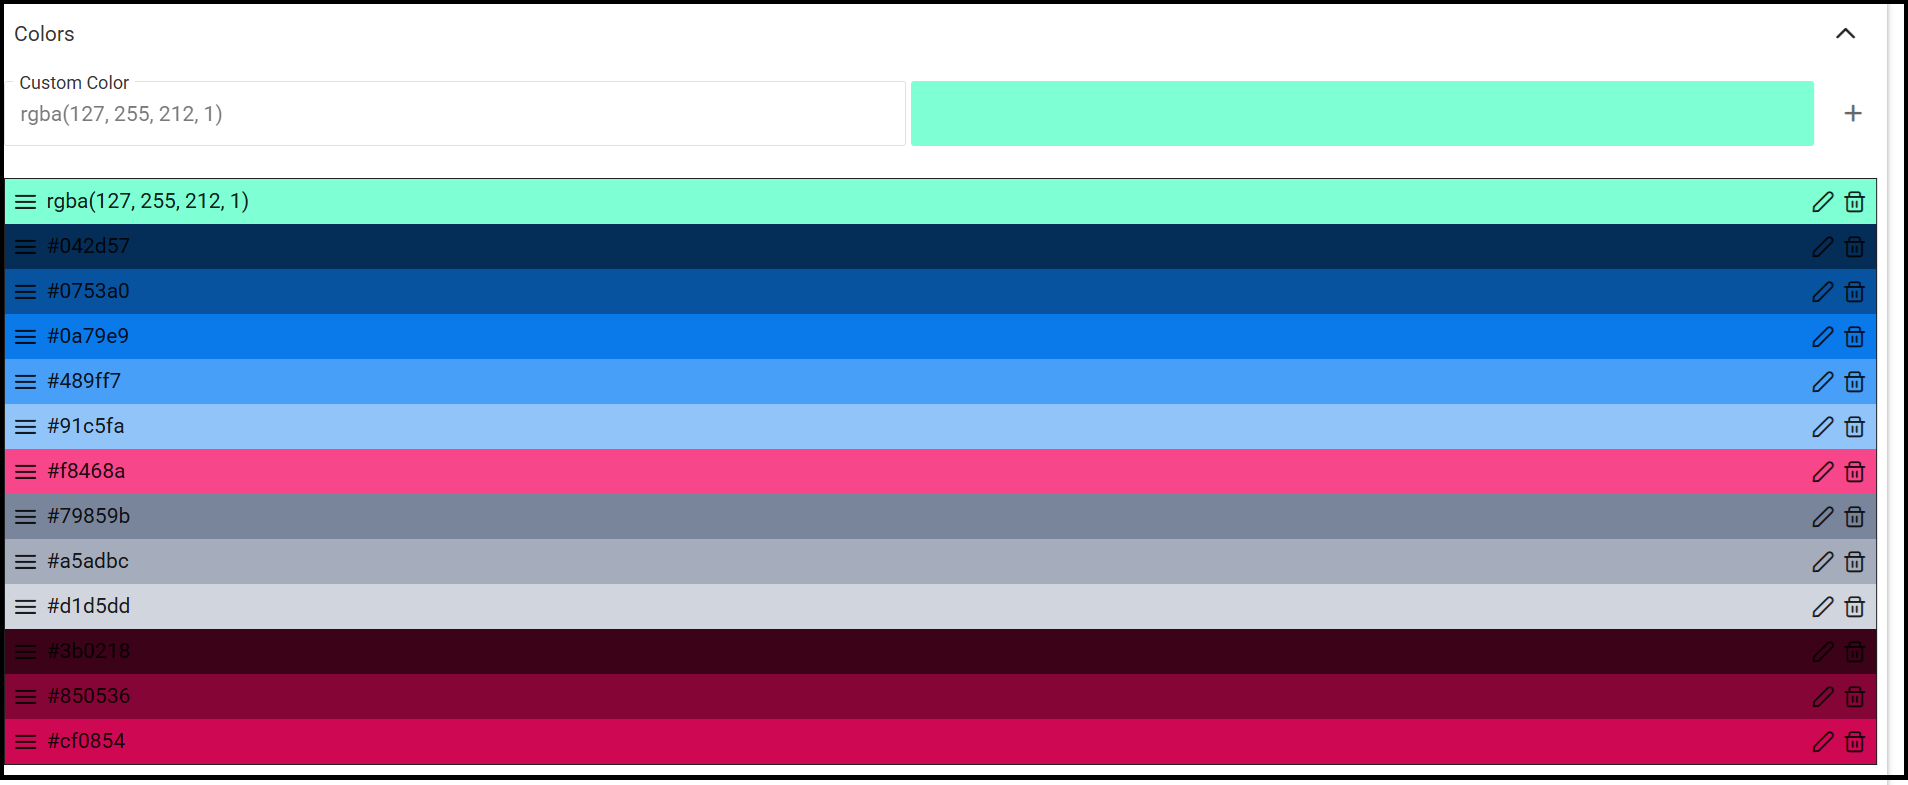 Colors
Custom Color
rgba(127, 255, 212, 1)
rgba(127, 255, 212, 1)
#042d57
#0753a0
#0a79e9
#489ff7
#91c5fa
#f8468a
#79859b
#a5adbc
#d1d5dd
#3b0218
#850536
#cf0854